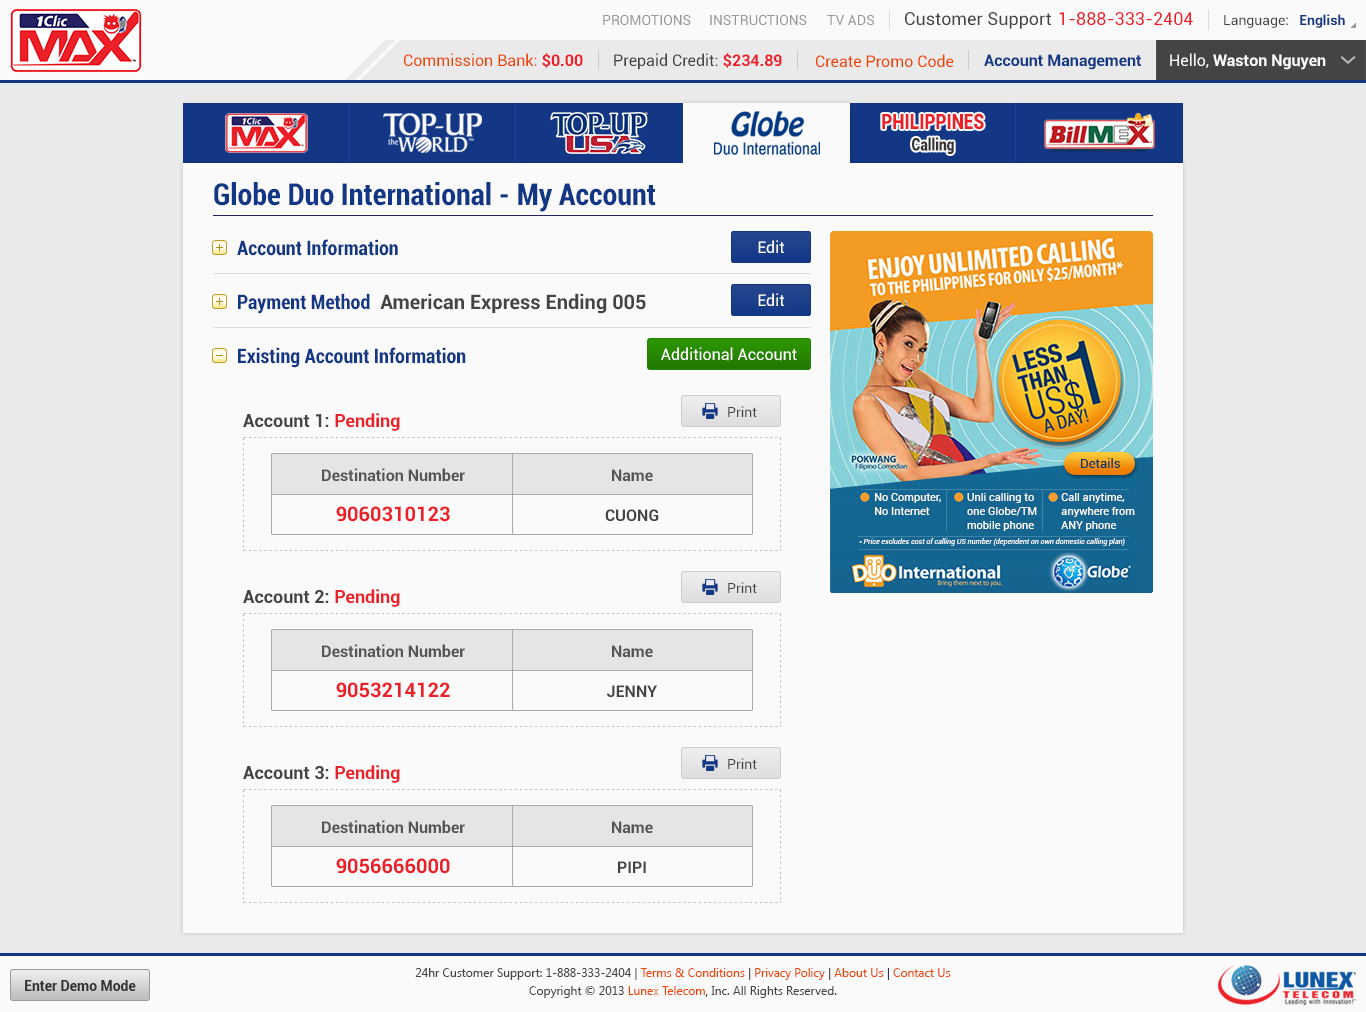 1Clic
MAX
PROMOTIONS INSTRUCTIONS TV ADS
Customer Support 1-888-333-2404
Language: English
Commission Bank: $0.00
Prepaid Credit: $234.89
Create Promo Code
Account Management
Hello, Waston Nguyen
1Clic
MAX
TOP-UP
the WORLD
TOP-UP
USA
Globe
Duo International
PHILIPPINES
Calling
BillMEX
Globe Duo International - My Account
Account Information
Edit
Payment Method American Express Ending 005
Edit
Existing Account Information
Additional Account
Account 1: Pending
Print
Destination Number Name
9060310123 CUONG
Account 2: Pending
Print
Destination Number Name
9053214122 JENNY
Account 3: Pending
Print
Destination Number Name
9056666000 PIPI
ENJOY UNLIMITED CALLING
TO THE PHILIPPINES FOR ONLY $25/MONTH*
LESS
THAN
US$1
A DAY!
POKWANG
Filipino Comedian
Details
No Computer,
No Internet
Unli calling to
one Globe/TM
mobile phone
Call anytime,
anywhere from
ANY phone
• Price excludes cost of calling US number (dependent on own domestic calling plan)
DUO International
Bring them next to you.
Globe
Enter Demo Mode
24hr Customer Support: 1-888-333-2404 | Terms & Conditions | Privacy Policy | About Us | Contact Us
Copyright © 2013 Lunex Telecom, Inc. All Rights Reserved.
LUNEX
TELECOM
Leading with Innovation!